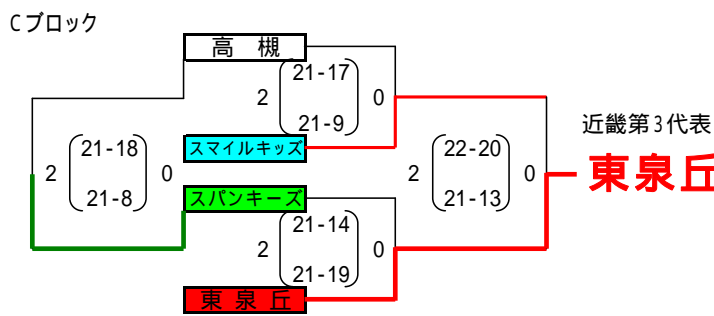 Cブロック
高 槻
21-17
2 0
21-9
スマイルキッズ
21-18
2 0
21-8
スパンキーズ
21-14
2 0
21-19
東 泉 丘
22-20
2 0
21-13
近畿第3代表
東泉丘